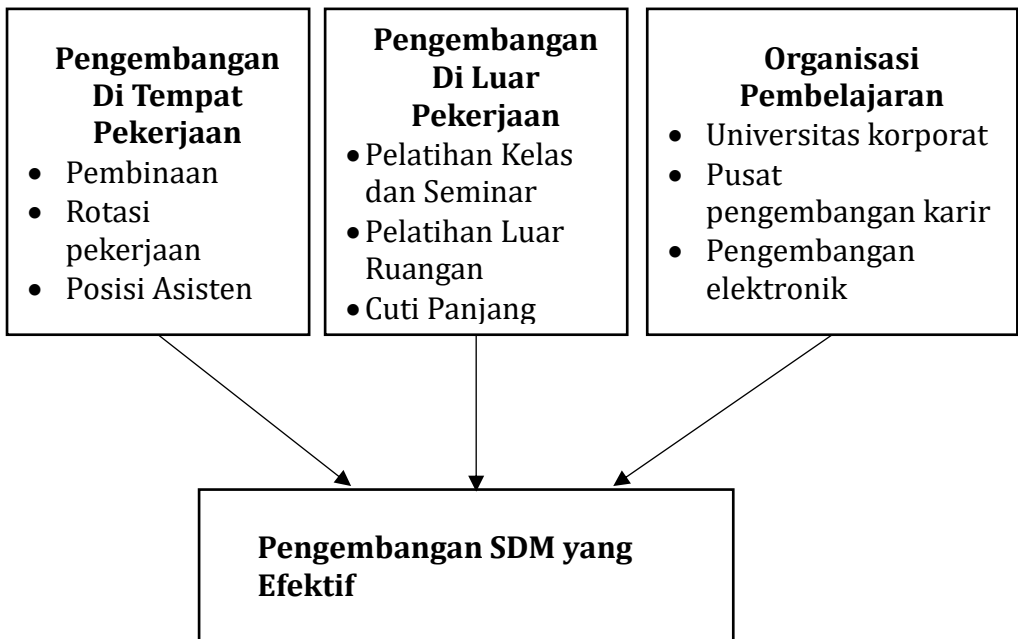 Pengembangan
Di Tempat
Pekerjaan
• Pembinaan
• Rotasi
pekerjaan
• Posisi Asisten
Pengembangan
Di Luar
Pekerjaan
• Pelatihan Kelas
dan Seminar
• Pelatihan Luar
Ruangan
• Cuti Panjang
Organisasi
Pembelajaran
• Universitas korporat
• Pusat
pengembangan karir
• Pengembangan
elektronik
Pengembangan SDM yang
Efektif